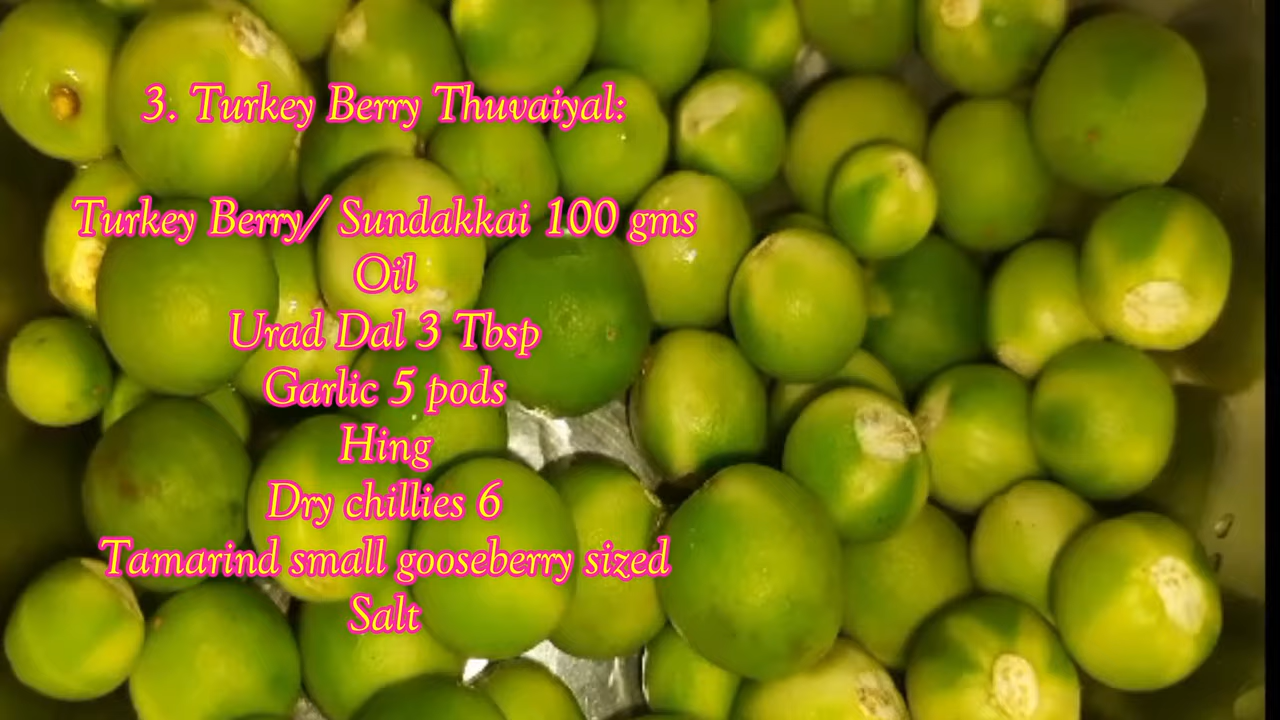 3. Turkey Berry Thuvaiyal:
Turkey Berry/ Sundakkai 100 gms
Oil
Urad Dal 3 Tbsp
Garlic 5 pods
Hing
Dry chillies 6
Tamarind small gooseberry sized
Salt